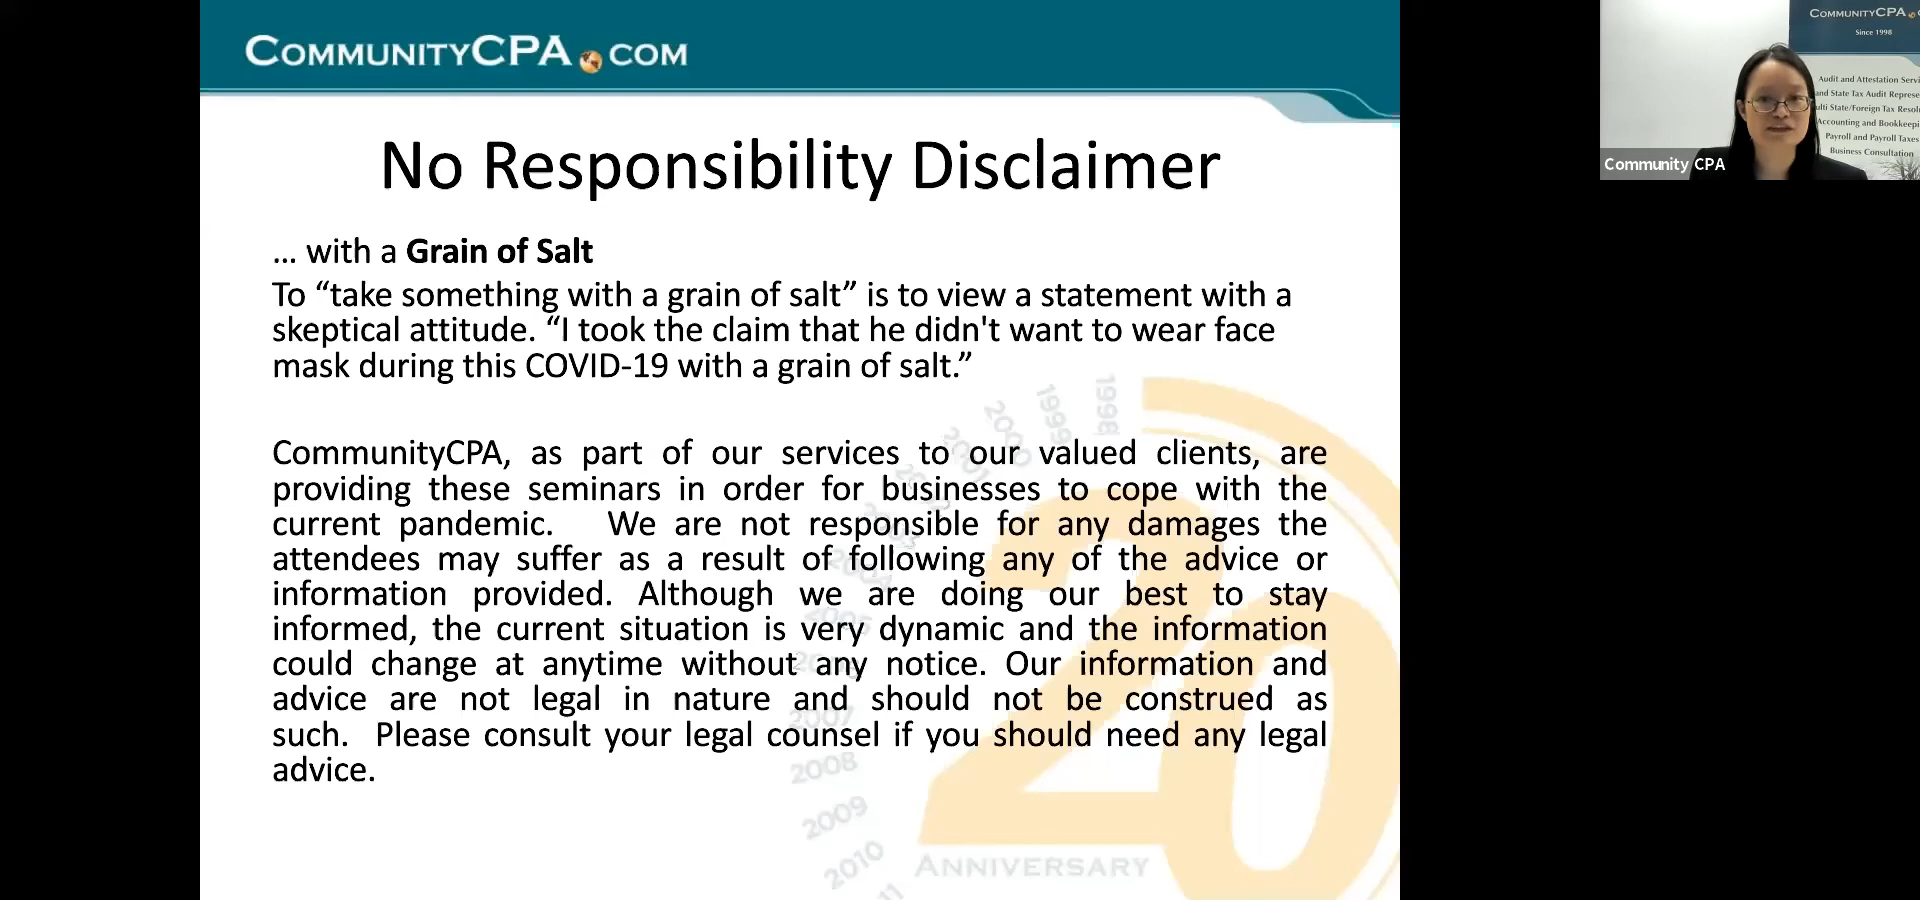 COMMUNITYCPA.COM
No Responsibility Disclaimer
... with a Grain of Salt
To “take something with a grain of salt” is to view a statement with a
skeptical attitude. “I took the claim that he didn't want to wear face
mask during this COVID-19 with a grain of salt.”
CommunityCPA, as part of our services to our valued clients, are
providing these seminars in order for businesses to cope with the
current pandemic. We are not responsible for any damages the
attendees may suffer as a result of following any of the advice or
information provided. Although we are doing our best to stay
informed, the current situation is very dynamic and the information
could change at anytime without any notice. Our information and
advice are not legal in nature and should not be construed as
such. Please consult your legal counsel if you should need any legal
advice.
1998
1999
2000
2001
2007
2008
2009
2010
20
ANNIVERSARY
COMMUNITYCPA
Since 1998
Audit and Attestation Servi
and State Tax Audit Represe
ulti State/Foreign Tax Resol
Accounting and Bookkeepi
Payroll and Payroll Taxes
Business Consultation
Community CPA